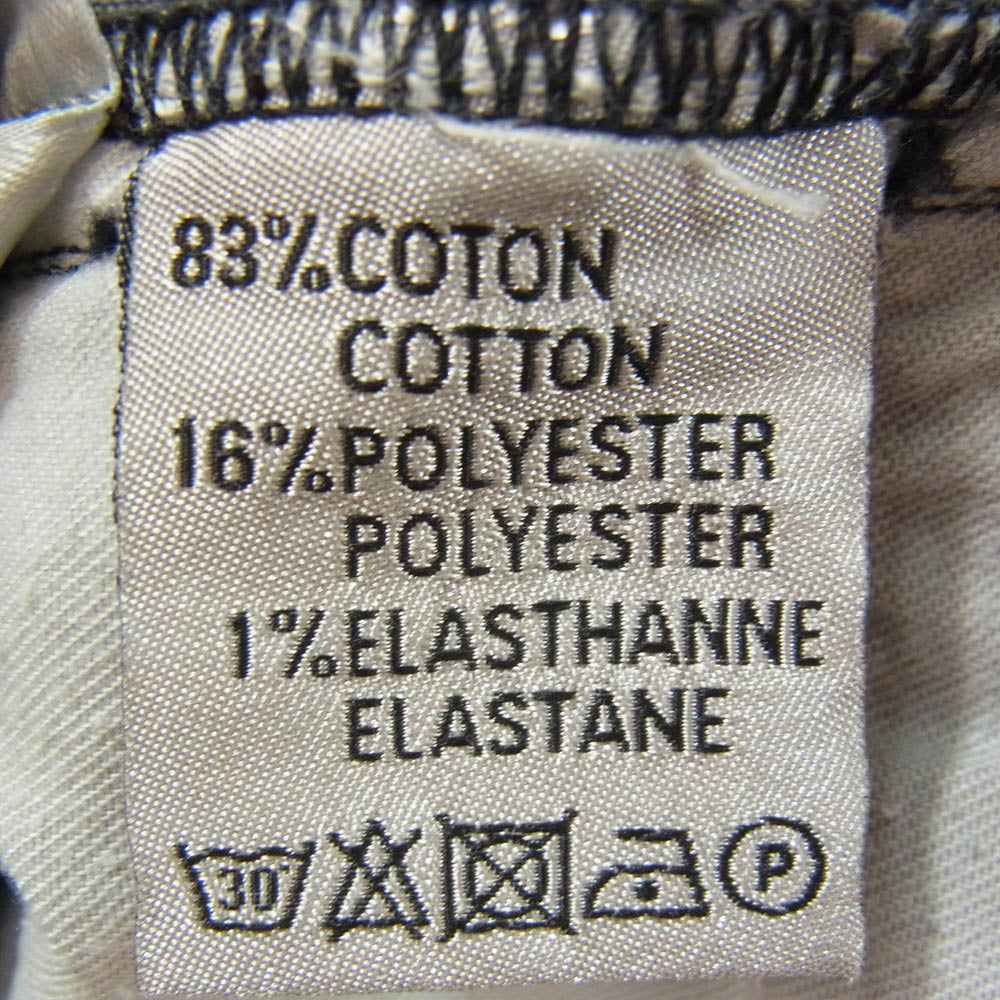 83%COTON
COTTON
16%POLYESTER
POLYESTER
1%ELASTHANNE
ELASTANE
30° P